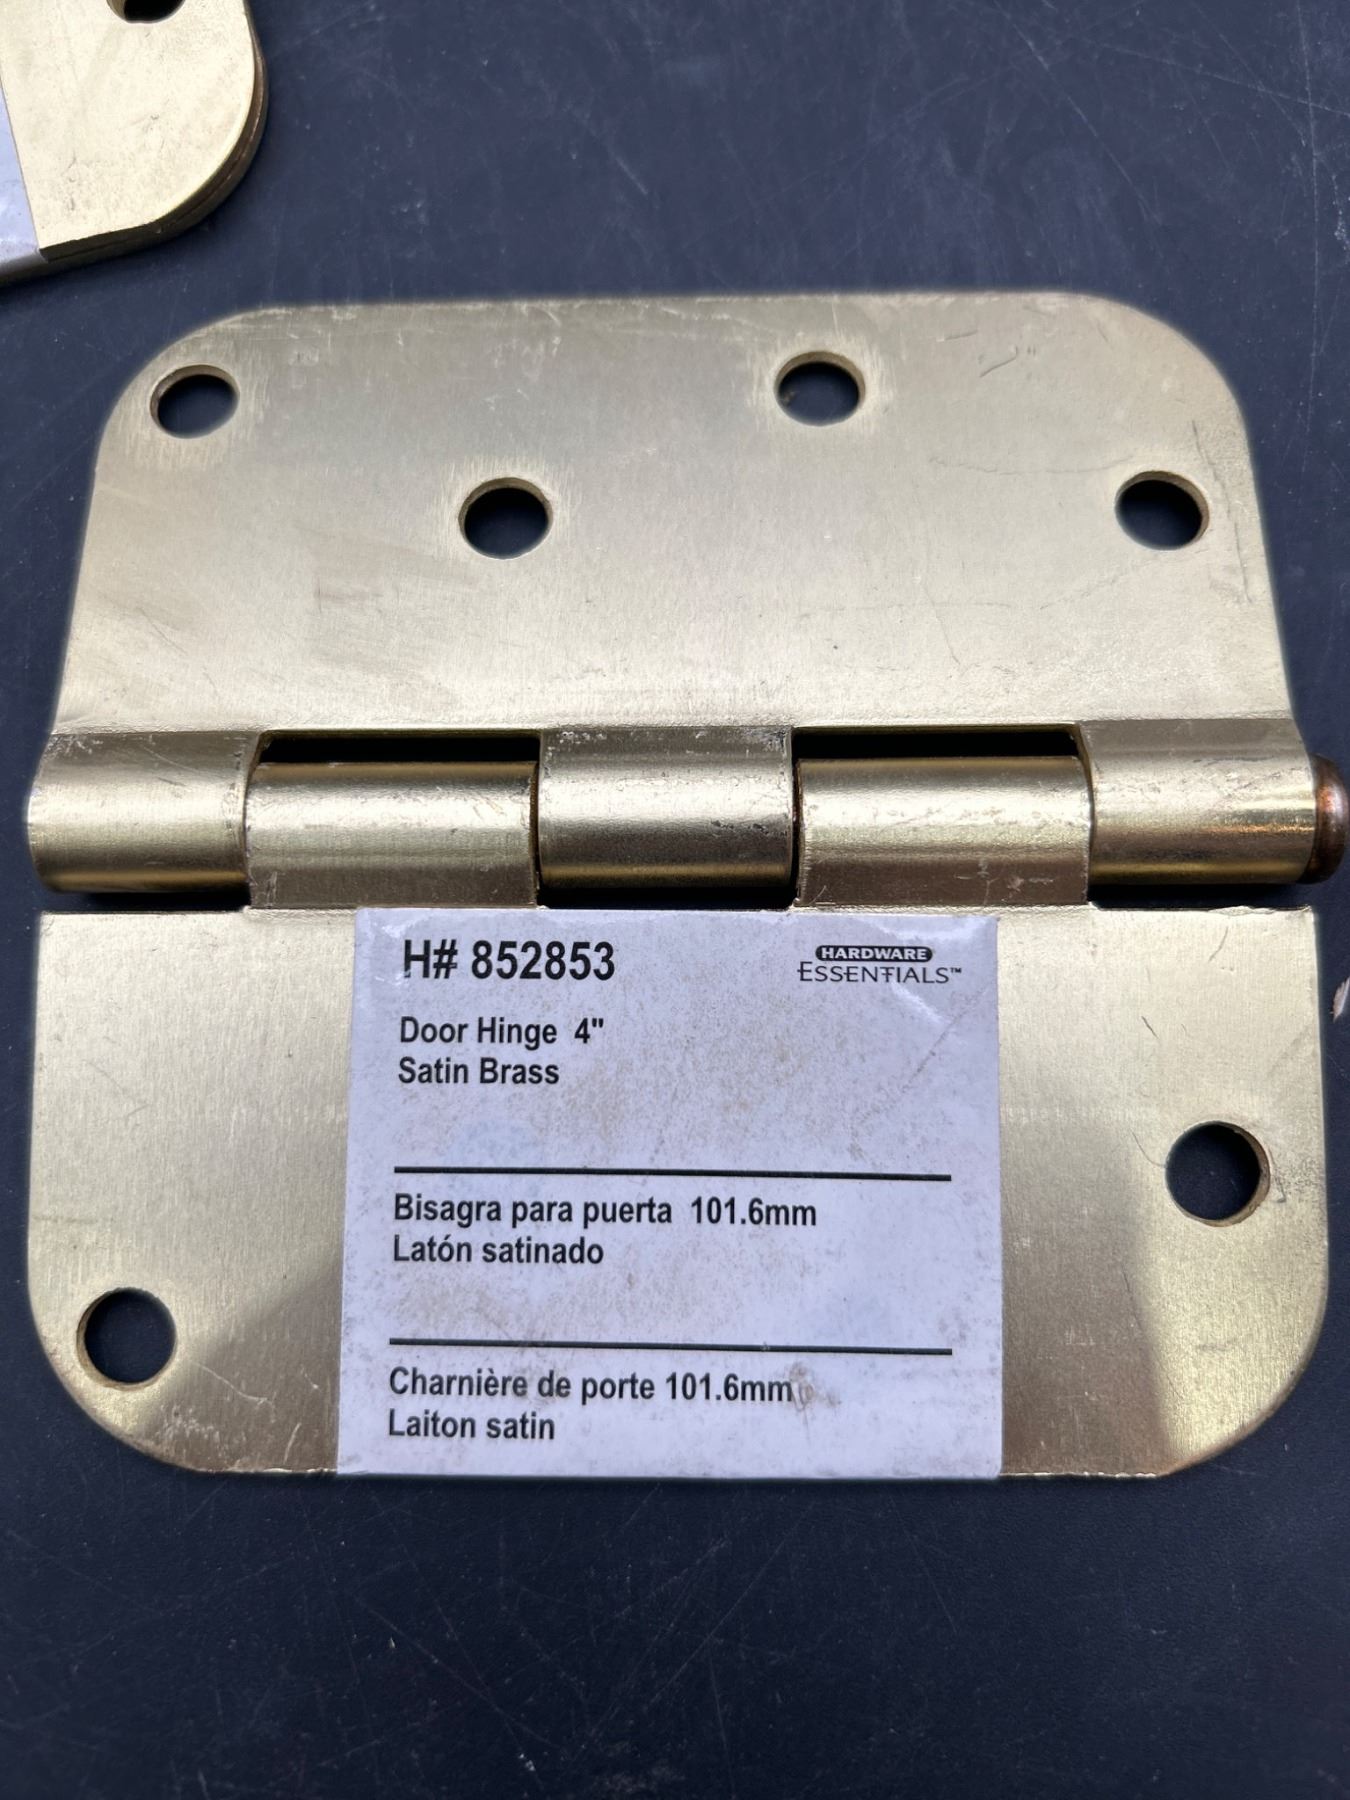 H# 852853
HARDWARE
ESSENTIALS™
Door Hinge 4"
Satin Brass
Bisagra para puerta 101.6mm
Latón satinado
Charnière de porte 101.6mm
Laiton satin